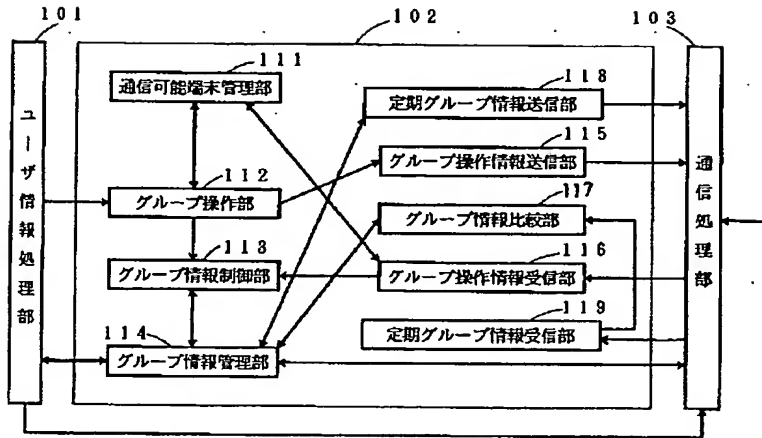 101
102
103
ユーザ情報処理部
111
通信可能端末管理部
118
定期グループ情報送信部
115
グループ操作情報送信部
112
グループ操作部
117
グループ情報比較部
113
グループ情報制御部
116
グループ操作情報受信部
119
定期グループ情報受信部
114
グループ情報管理部
通信処理部